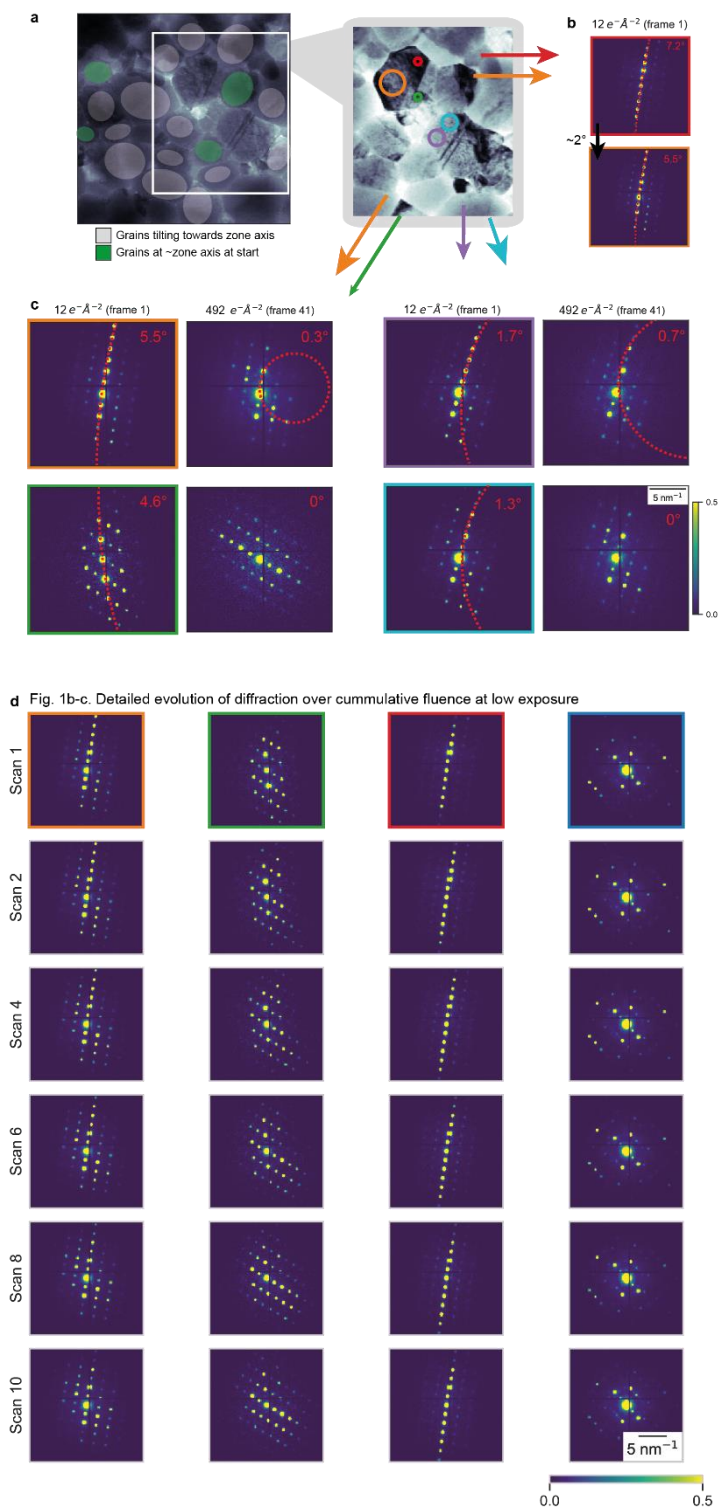 a
b
12 e⁻Å⁻² (frame 1)
7.2°
~2°
5.5°
Grains tilting towards zone axis
Grains at ~zone axis at start
c
12 e⁻Å⁻² (frame 1)
492 e⁻Å⁻² (frame 41)
12 e⁻Å⁻² (frame 1)
492 e⁻Å⁻² (frame 41)
5.5°
0.3°
1.7°
0.7°
4.6°
0°
1.3°
5 nm⁻¹
0°
0.5
0.0
d Fig. 1b-c. Detailed evolution of diffraction over cummulative fluence at low exposure
Scan 1
Scan 2
Scan 4
Scan 6
Scan 8
Scan 10
5 nm⁻¹
0.0
0.5